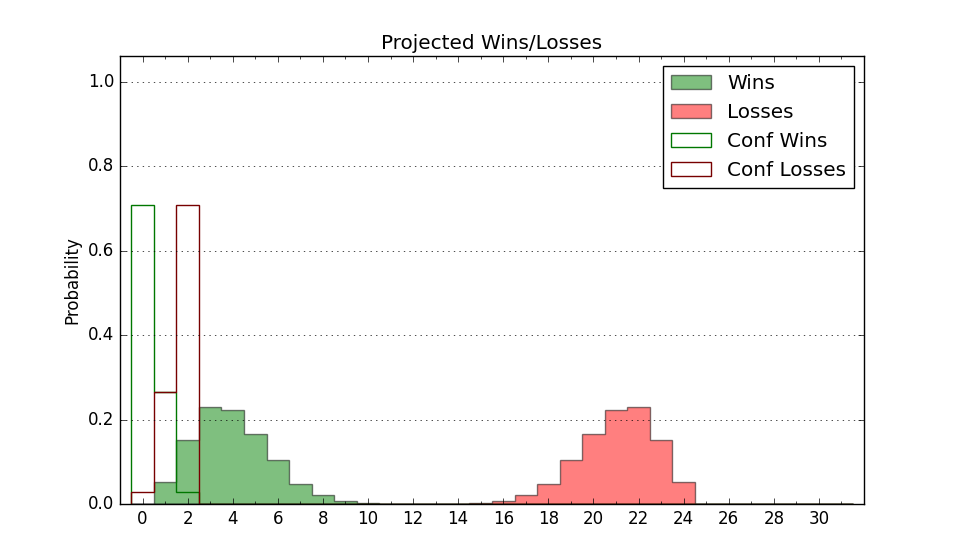 Projected Wins/Losses
Probability
1.0
0.8
0.6
0.4
0.2
0.0
Wins
Losses
Conf Wins
Conf Losses
0 2 4 6 8 10 12 14 16 18 20 22 24 26 28 30